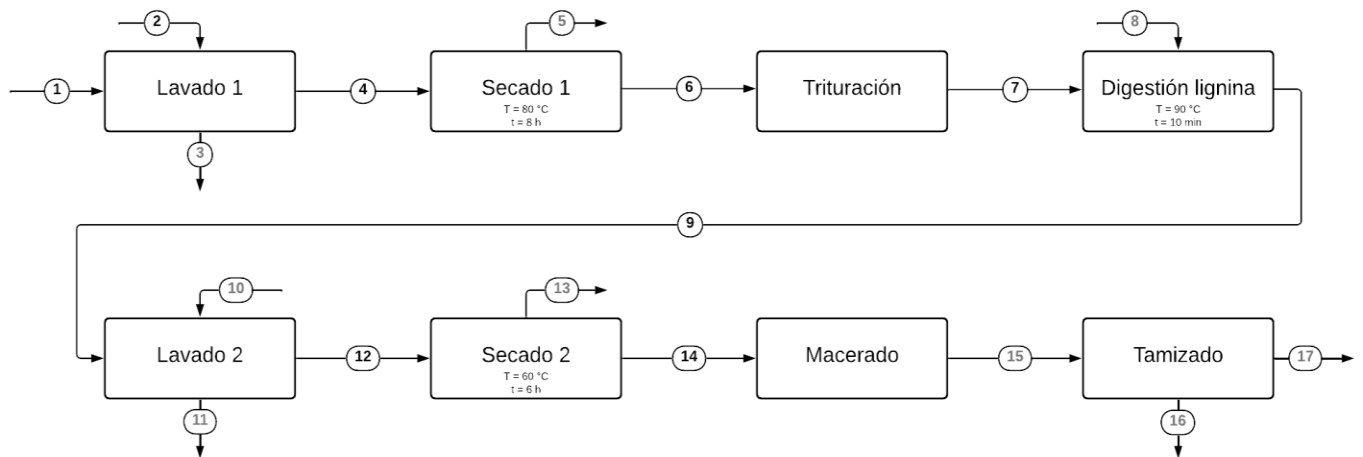 2
5
8
1
Lavado 1
4
Secado 1
T = 80 °C
t = 8 h
6
Trituración
7
Digestión lignina
T = 90 °C
t = 10 min
3
9
10
13
Lavado 2
12
Secado 2
T = 60 °C
t = 6 h
14
Macerado
15
Tamizado
17
11
16